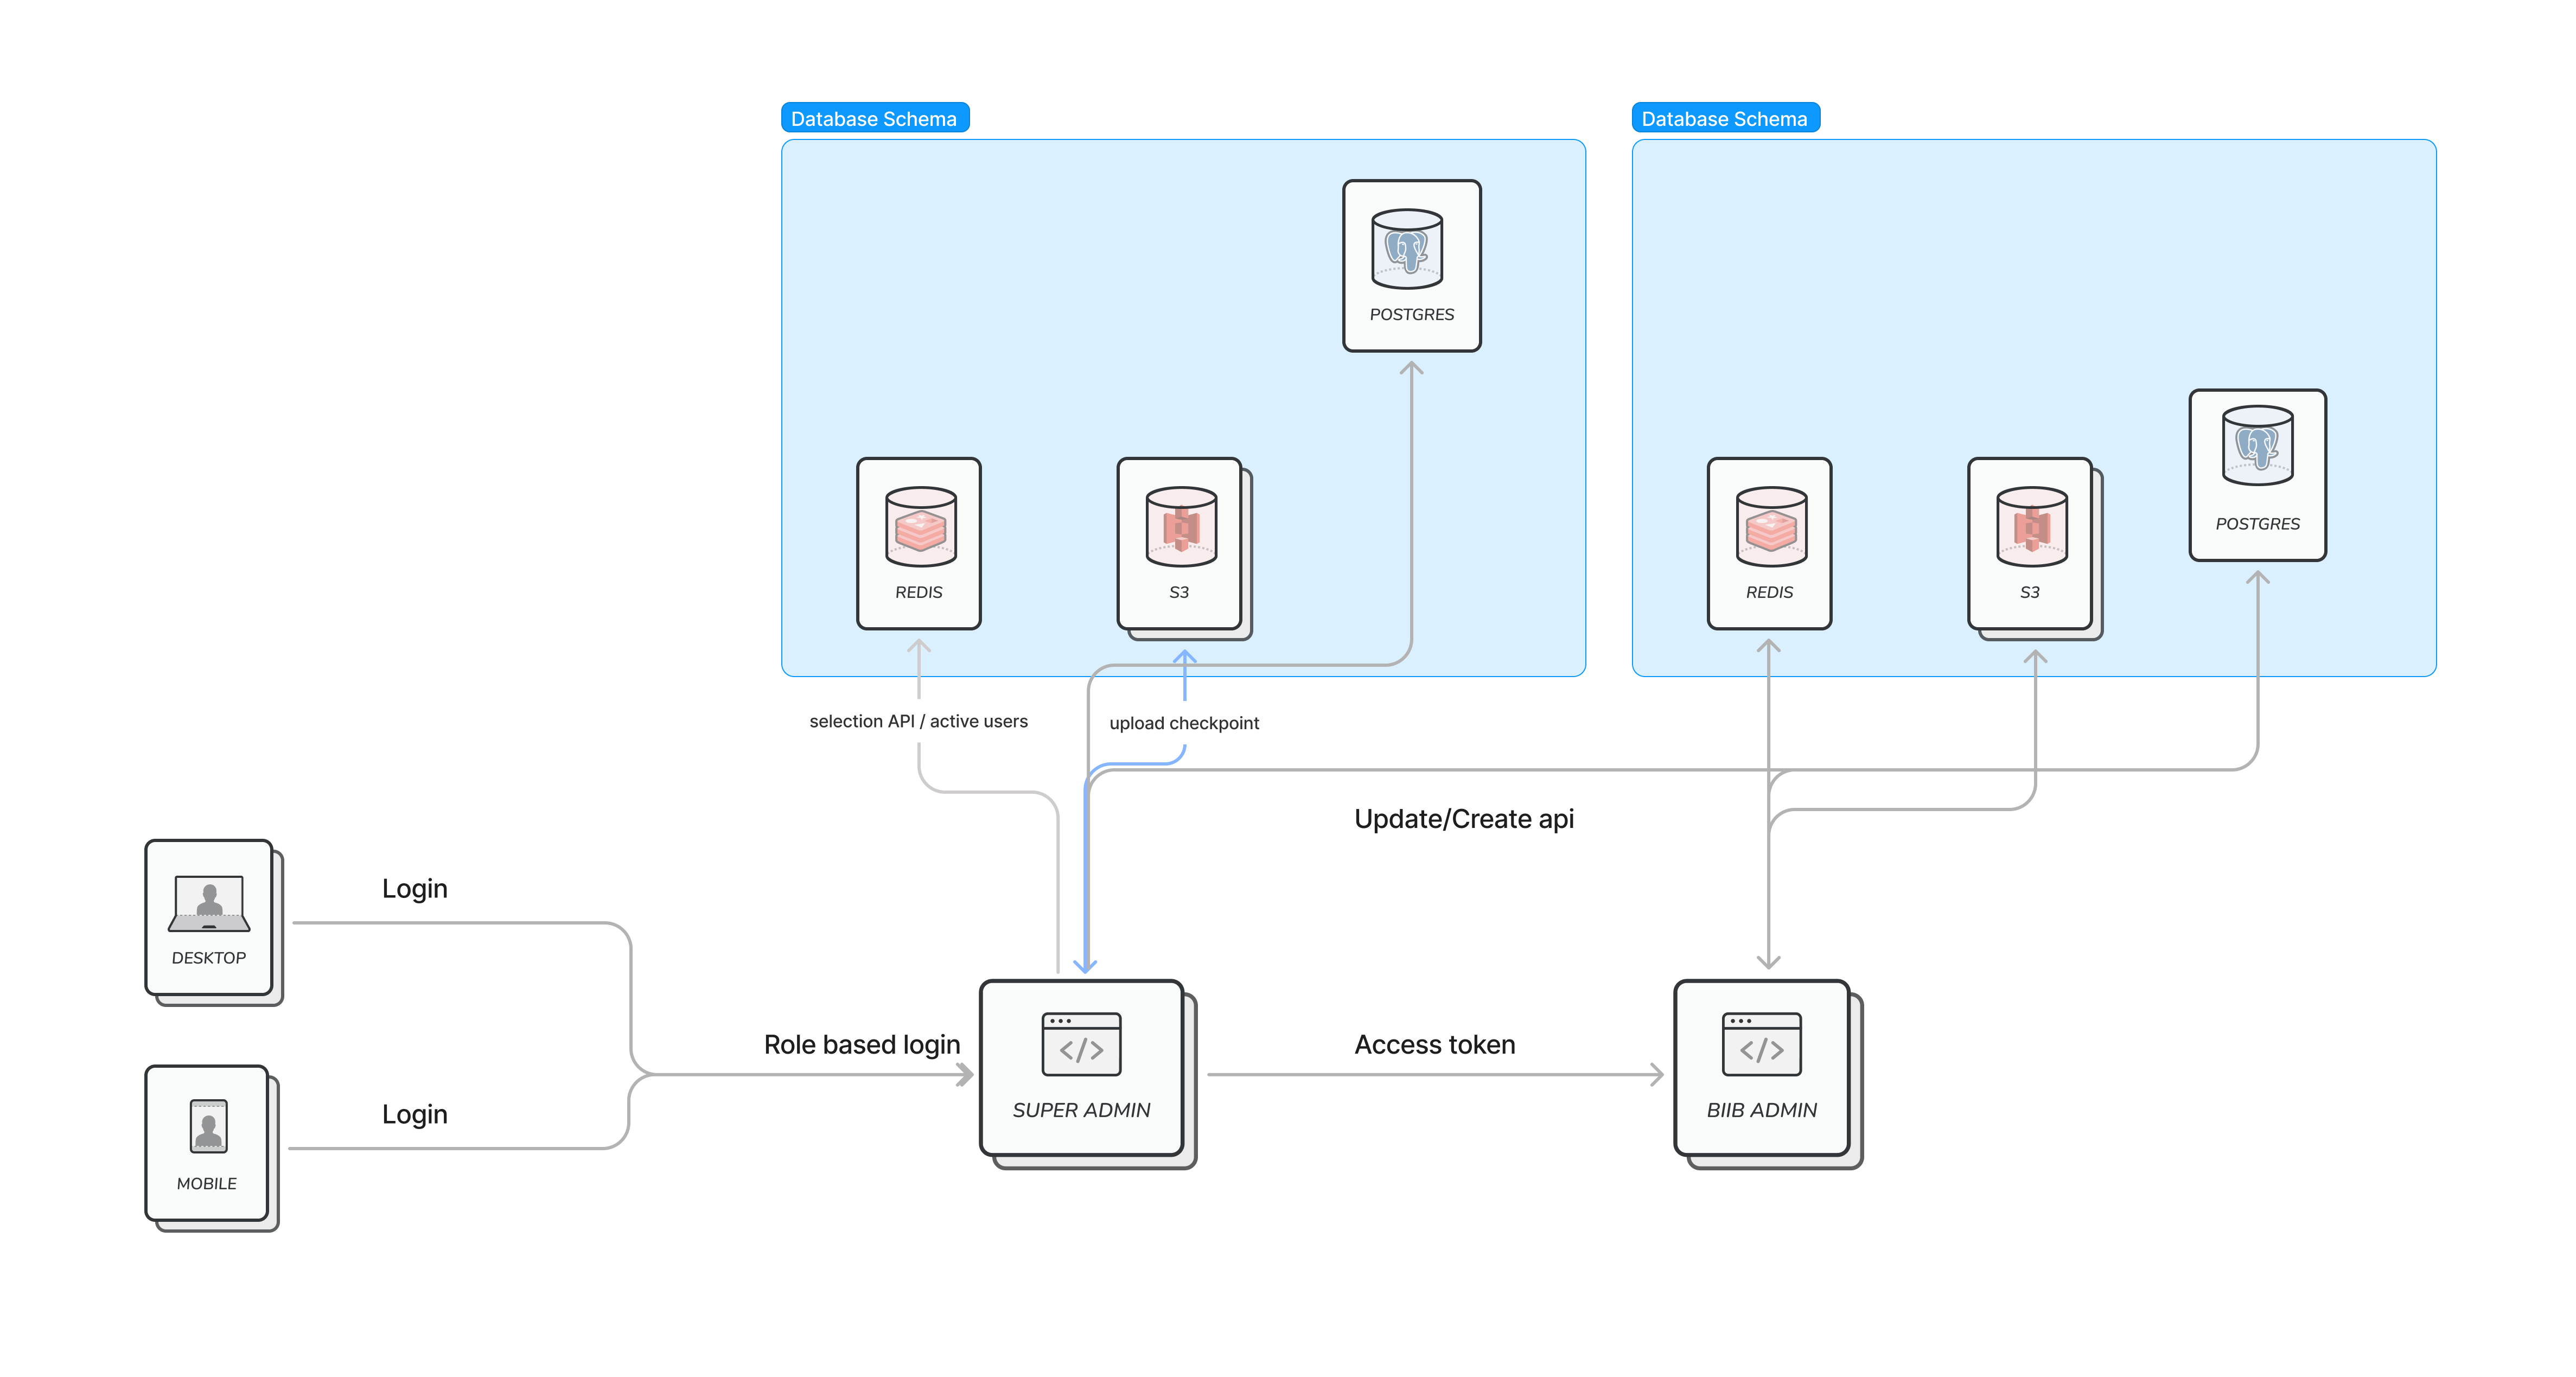 Database Schema
Database Schema
POSTGRES
POSTGRES
REDIS
S3
REDIS
S3
selection API / active users
upload checkpoint
Update/Create api
Login
DESKTOP
Role based login
Access token
Login
SUPER ADMIN
BIIB ADMIN
MOBILE